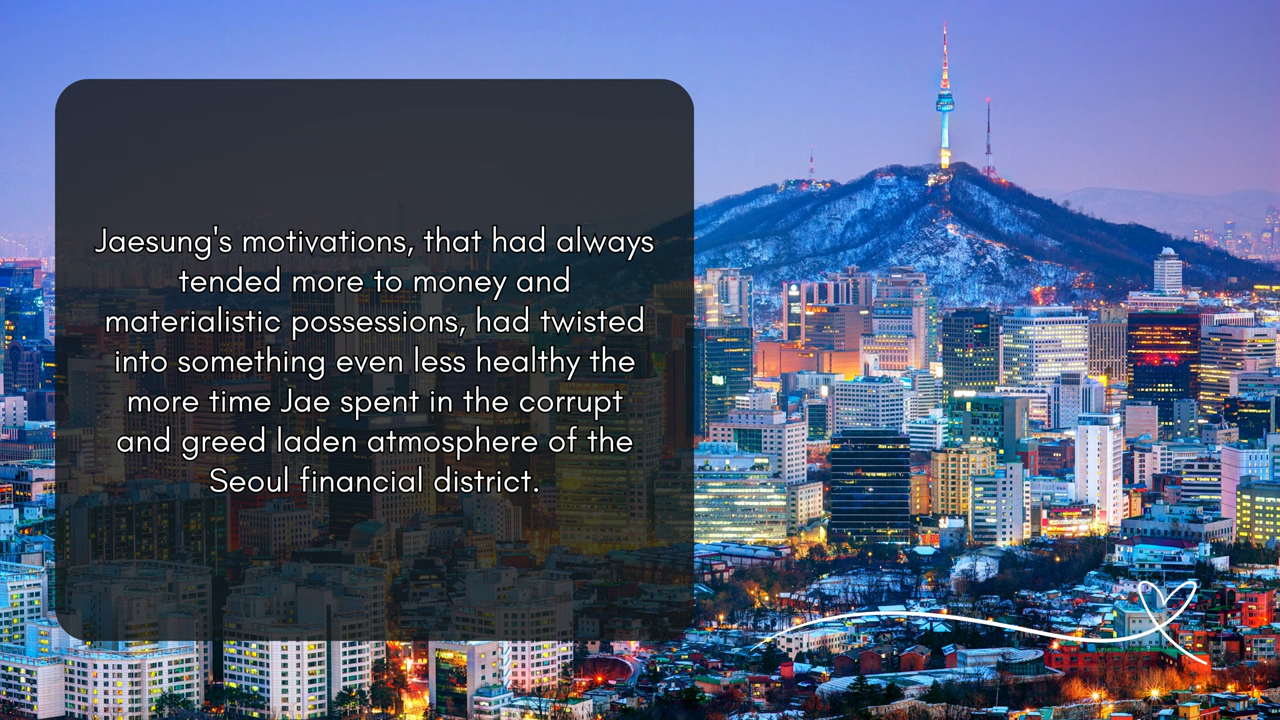 Jaesung's motivations, that had always
tended more to money and
materialistic possessions, had twisted
into something even less healthy the
more time Jae spent in the corrupt
and greed laden atmosphere of the
Seoul financial district.